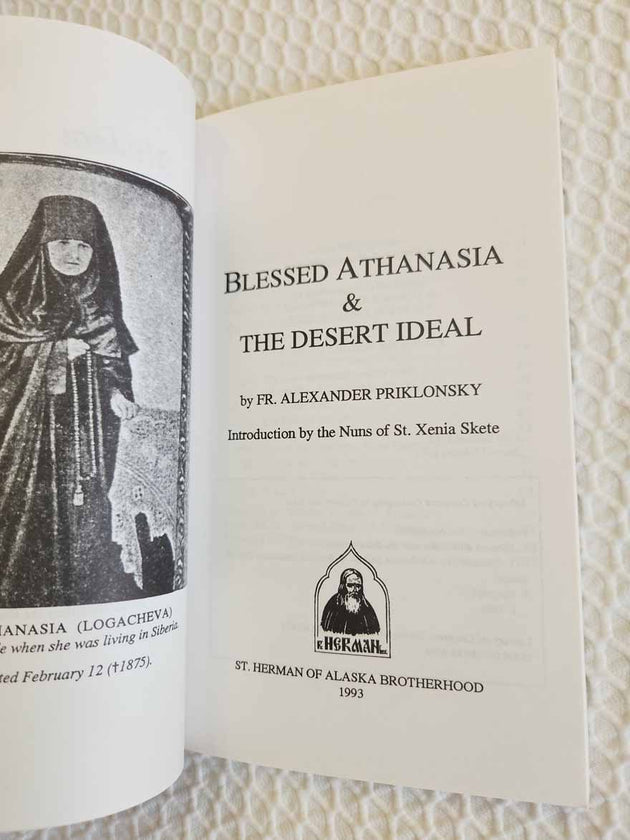 HANASIA (LOGACHEVA)
e when she was living in Siberia.
ted February 12 (†1875).
BLESSED ATHANASIA
&
THE DESERT IDEAL
by FR. ALEXANDER PRIKLONSKY
Introduction by the Nuns of St. Xenia Skete
HERMAN
ST. HERMAN OF ALASKA BROTHERHOOD
1993